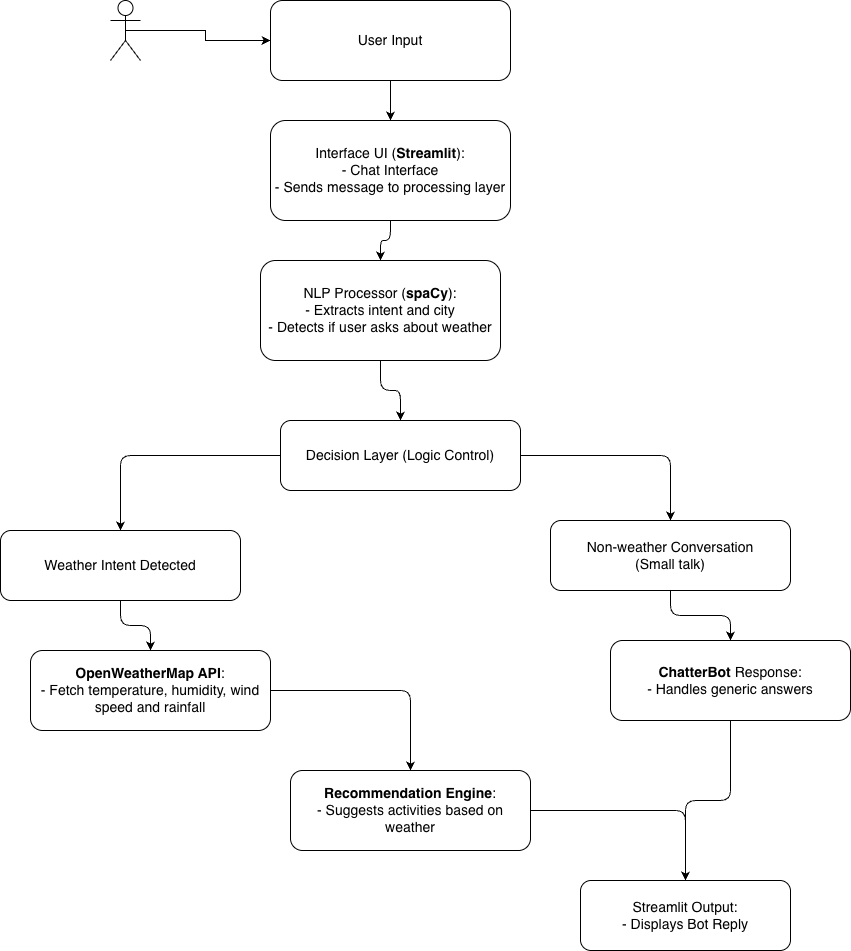 User Input
Interface UI (Streamlit):
- Chat Interface
- Sends message to processing layer
NLP Processor (spaCy):
- Extracts intent and city
- Detects if user asks about weather
Decision Layer (Logic Control)
Weather Intent Detected
Non-weather Conversation
(Small talk)
OpenWeatherMap API:
- Fetch temperature, humidity, wind
speed and rainfall
ChatterBot Response:
- Handles generic answers
Recommendation Engine:
- Suggests activities based on
weather
Streamlit Output:
- Displays Bot Reply